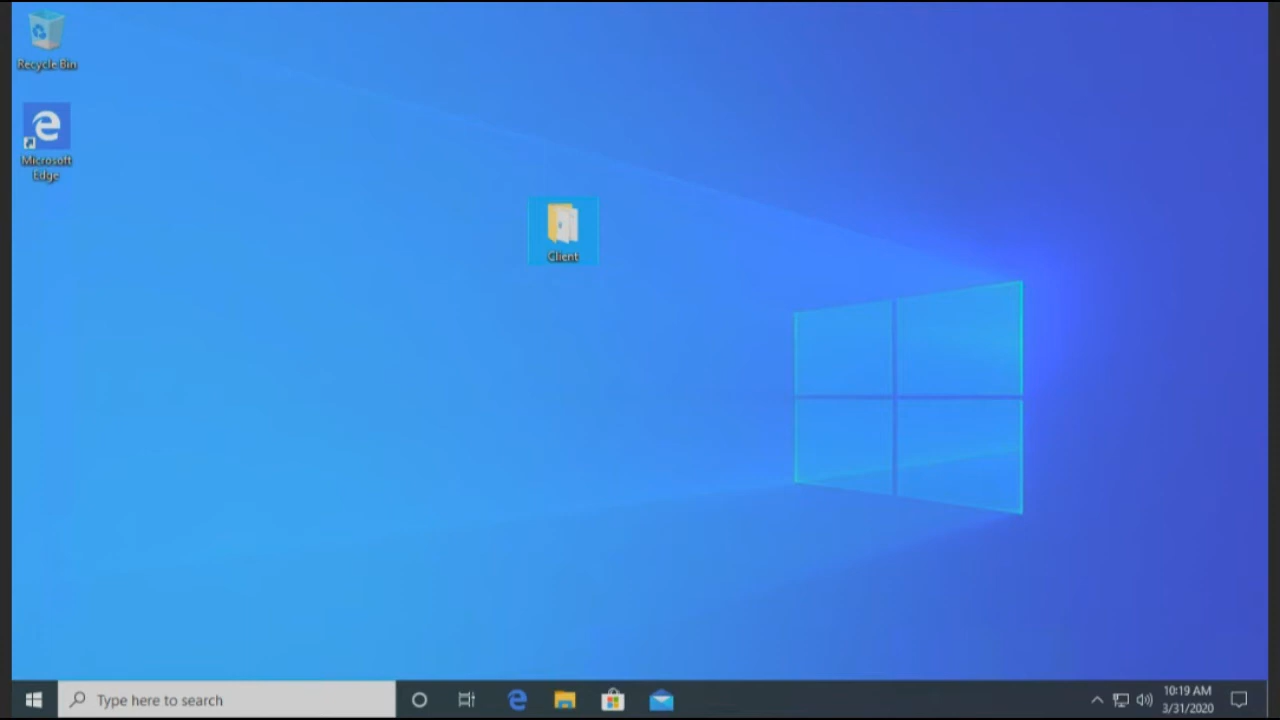 Recycle Bin
Microsoft
Edge
Client
Type here to search
10:19 AM
3/31/2020